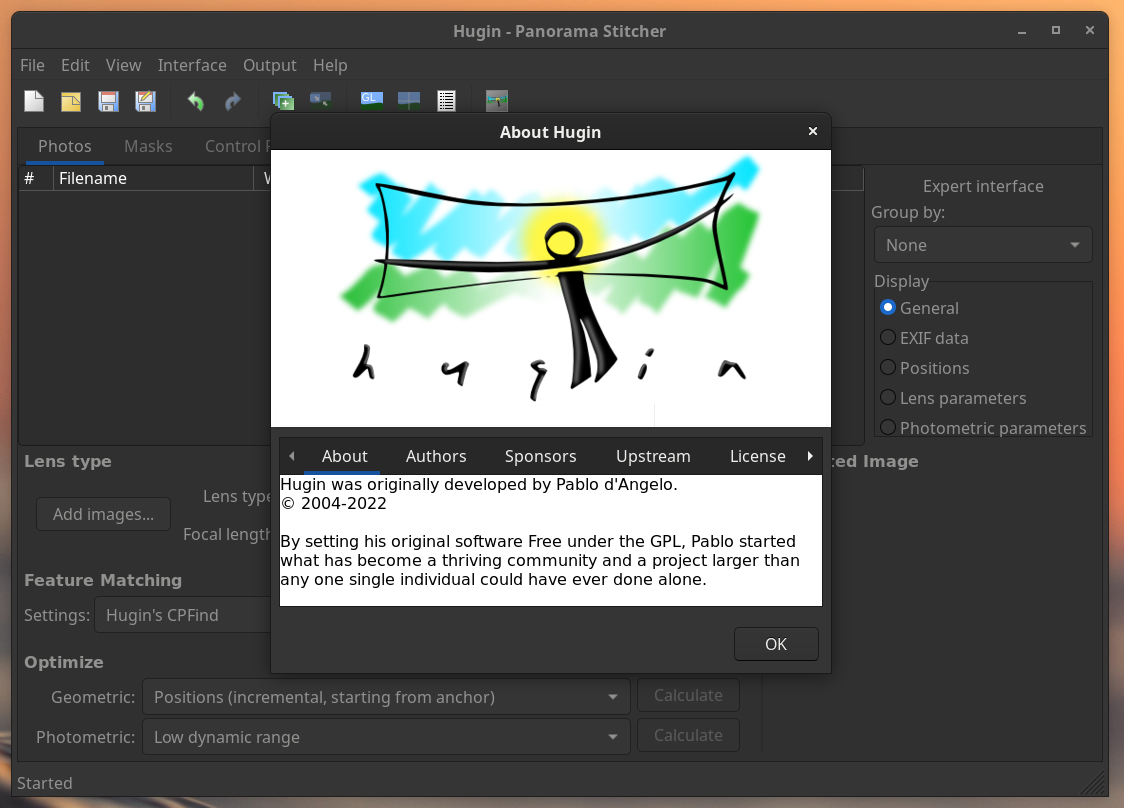 Hugin - Panorama Stitcher
File Edit View Interface Output Help
GL
About Hugin
Photos Masks Control
# Filename
Expert interface
Group by:
None
Display
General
EXIF data
Positions
Lens parameters
Photometric parameters
h u g i n
About Authors Sponsors Upstream License
Hugin was originally developed by Pablo d'Angelo.
© 2004-2022
By setting his original software Free under the GPL, Pablo started
what has become a thriving community and a project larger than
any one single individual could have ever done alone.
OK
Lens type
Image
Lens type
Add images...
Focal length
Feature Matching
Settings: Hugin's CPFind
Optimize
Geometric: Positions (incremental, starting from anchor) Calculate
Photometric: Low dynamic range Calculate
Started